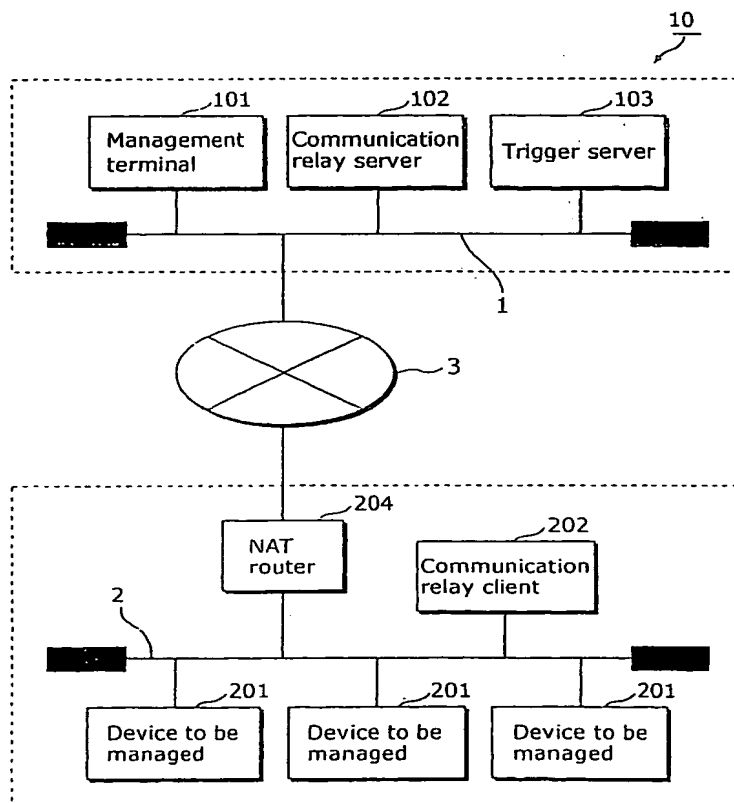 10
101
102
103
Management
terminal
Communication
relay server
Trigger server
1
3
204
NAT
router
202
Communication
relay client
2
201
201
201
Device to be
managed
Device to be
managed
Device to be
managed